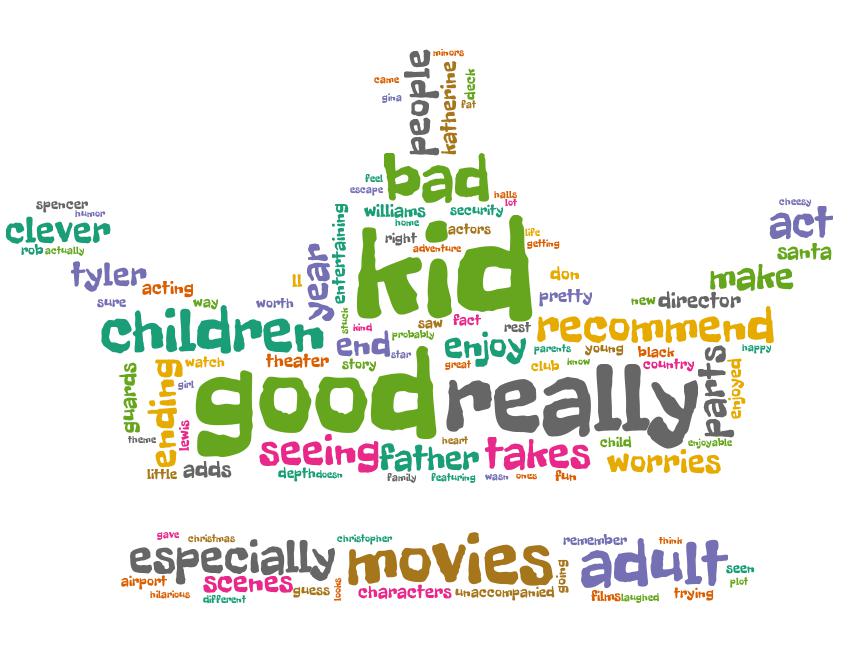 minors
people
came
katherine
deck
gina
fat
bad
feel
escape
halls
lot
williams
security
home
spencer
humor
clever
rob actually
cheesy
act
santa
entertaining
right
actors
adventure
kid
life
getting
year
tyler
acting
sure
way
worth
ll
don
pretty
make
new director
children
stuck
kind
saw
fact
probably
rest
recommend
end
star
enjoy
parents
young
black
happy
guards
ending
watch
girl
theater
story
great
club
know
country
parts
enjoyed
good
really
lewis
theme
little
adds
seeing
father
heart
takes
child
enjoyable
worries
depth doesn
family
featuring
wasn
ones
fun
gave
christmas
christopher
remember
think
especially
movies
adult
going
seen
plot
airport
scenes
guess
looks
hilarious
different
characters
unaccompanied
films laughed
trying